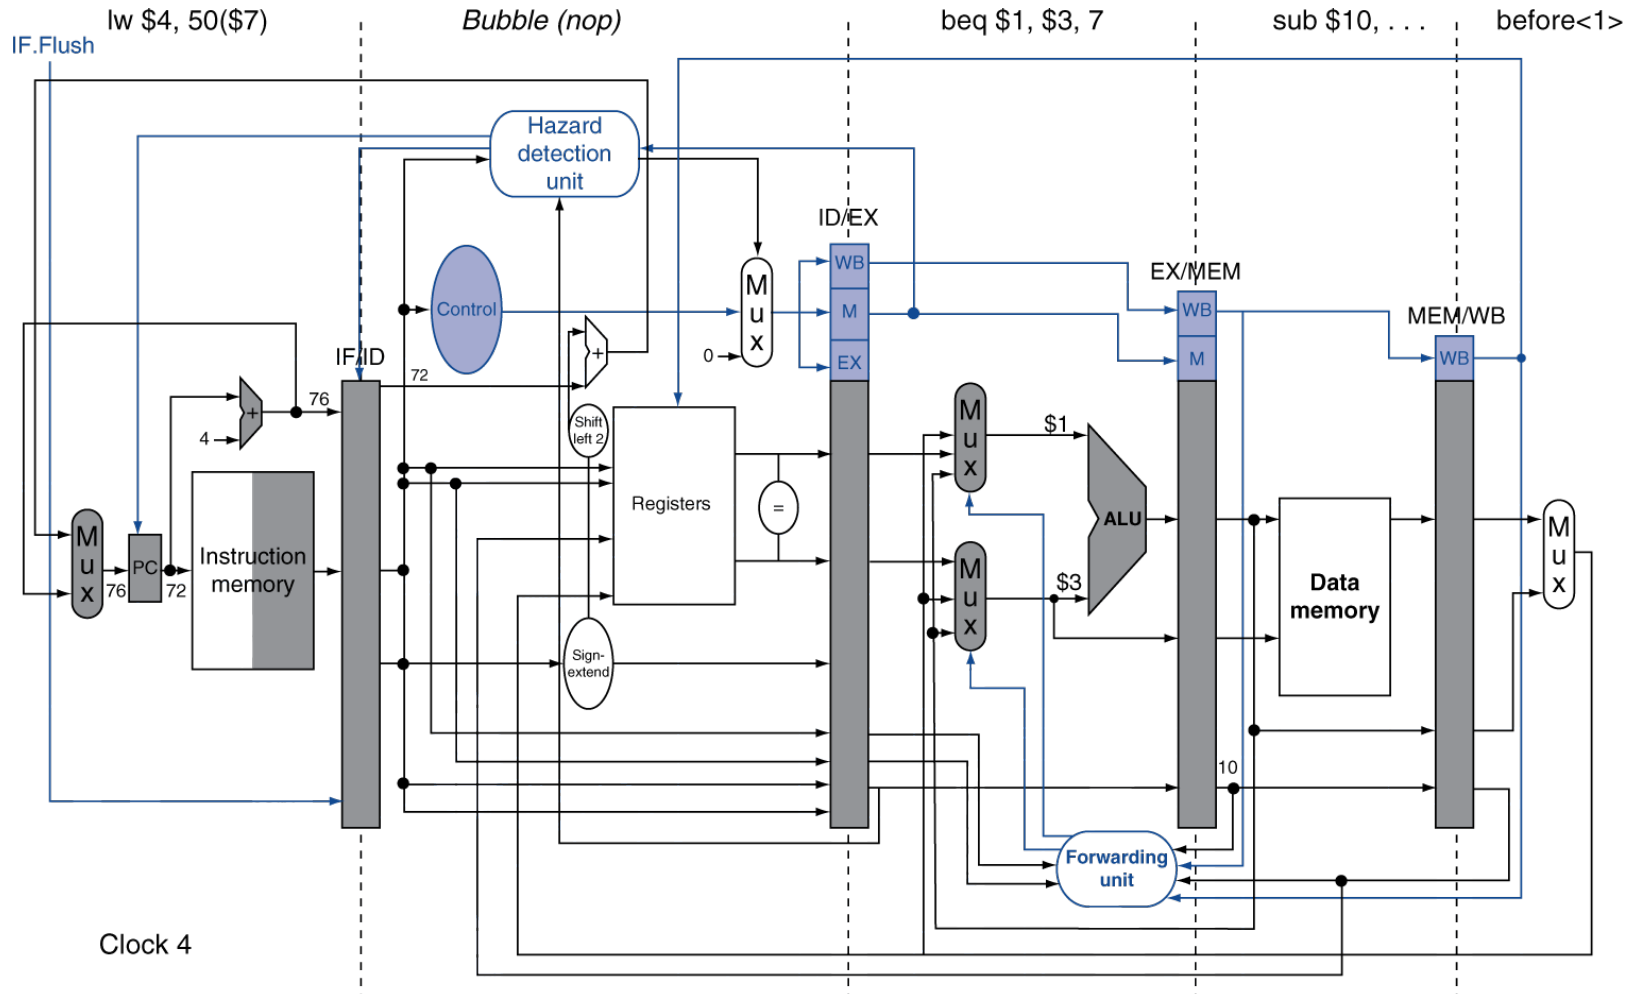 lw $4, 50($7)
Bubble (nop)
beq $1, $3, 7
sub $10, . . .
before<1>
IF.Flush
Hazard
detection
unit
ID/EX
WB
EX/MEM
Control
M
u
x
M
WB
MEM/WB
0
EX
M
WB
IF/ID
72
+
76
+
4
Shift
left 2
M
u
x
$1
Registers
=
ALU
M
u
x
PC
76
72
Instruction
memory
M
u
x
$3
Data
memory
M
u
x
Sign-
extend
10
Forwarding
unit
Clock 4